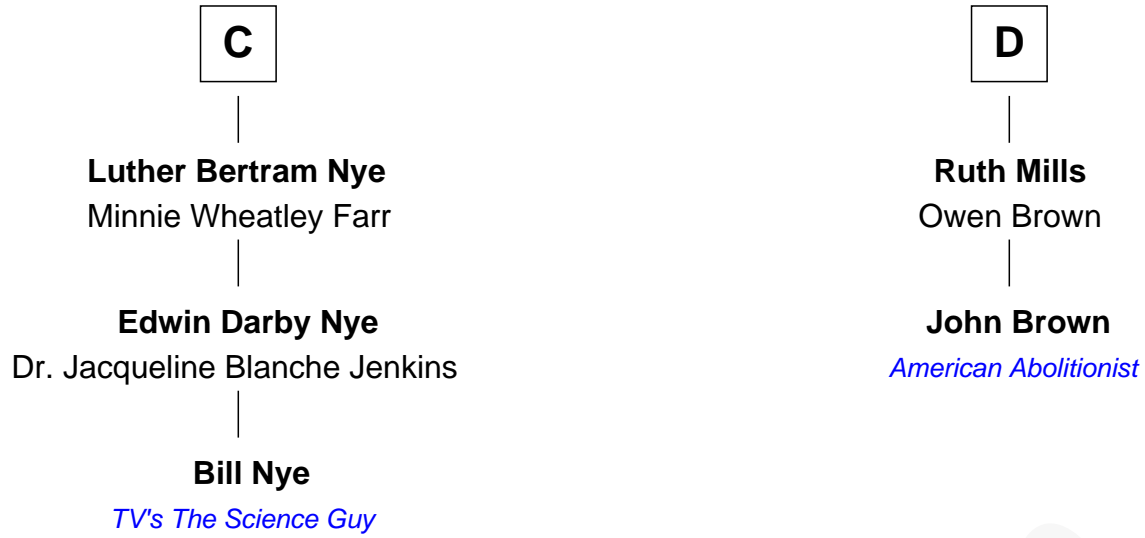 C
Luther Bertram Nye
Minnie Wheatley Farr
Edwin Darby Nye
Dr. Jacqueline Blanche Jenkins
Bill Nye
TV's The Science Guy
D
Ruth Mills
Owen Brown
John Brown
American Abolitionist